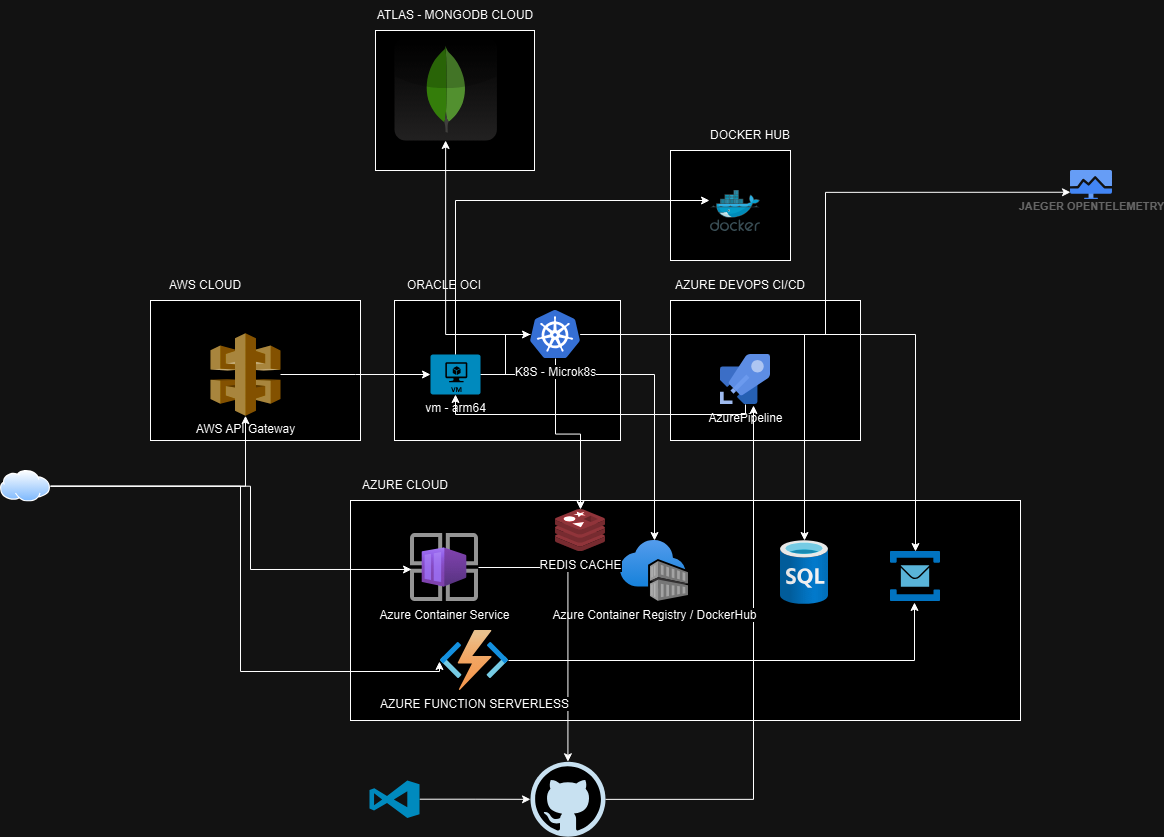 ATLAS - MONGODB CLOUD
DOCKER HUB
docker
JAEGER OPENTELEMETRY
AWS CLOUD
ORACLE OCI
AZURE DEVOPS CI/CD
VM
K8S - Microk8s
vm - arm64
AzurePipeline
AWS API Gateway
AZURE CLOUD
REDIS CACHE
SQL
Azure Container Service
Azure Container Registry / DockerHub
AZURE FUNCTION SERVERLESS